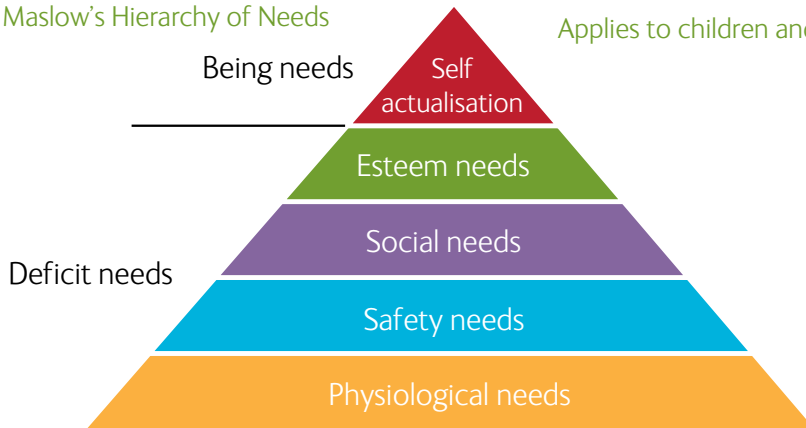 Maslow's Hierarchy of Needs
Applies to children and
Being needs
Self
actualisation
Esteem needs
Social needs
Deficit needs
Safety needs
Physiological needs